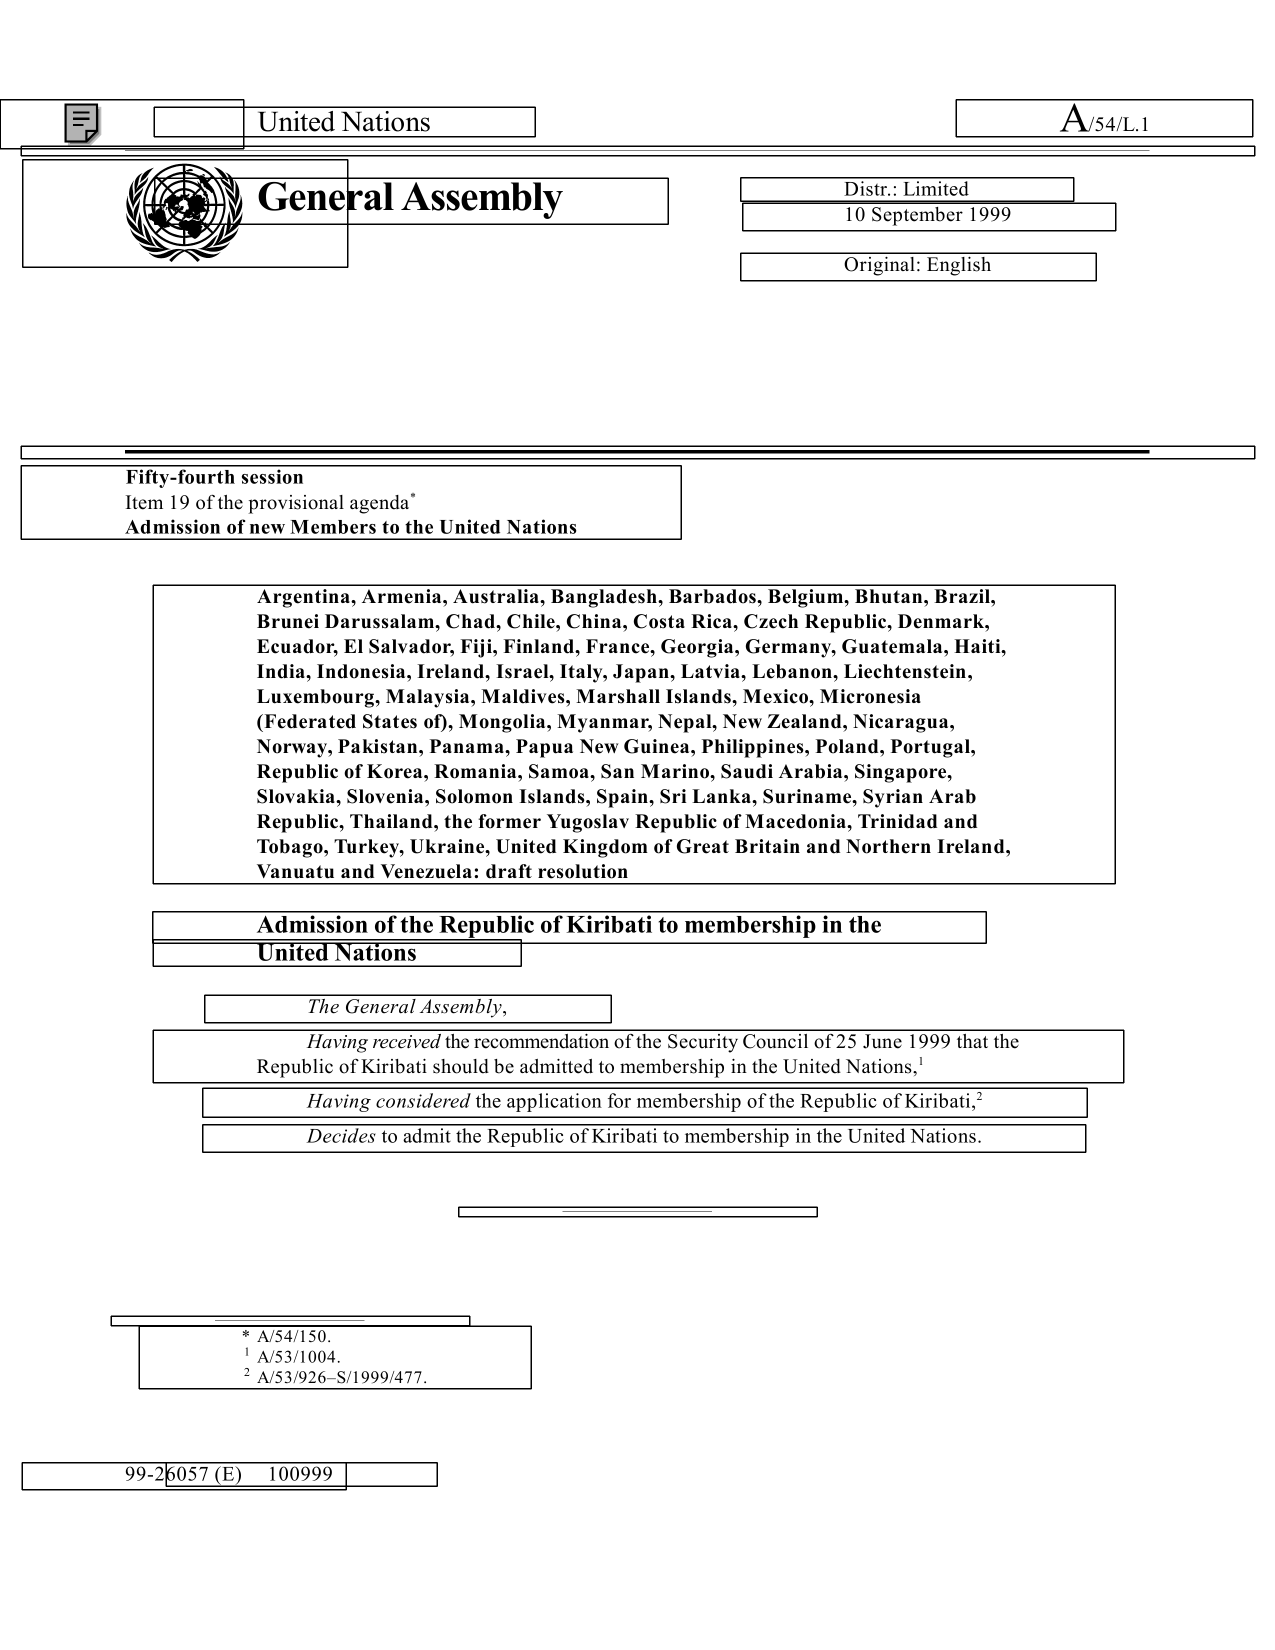 United Nations
A/54/L.1
General Assembly
Distr.: Limited
10 September 1999
Original: English
Fifty-fourth session
Item 19 of the provisional agenda*
Admission of new Members to the United Nations
Argentina, Armenia, Australia, Bangladesh, Barbados, Belgium, Bhutan, Brazil,
Brunei Darussalam, Chad, Chile, China, Costa Rica, Czech Republic, Denmark,
Ecuador, El Salvador, Fiji, Finland, France, Georgia, Germany, Guatemala, Haiti,
India, Indonesia, Ireland, Israel, Italy, Japan, Latvia, Lebanon, Liechtenstein,
Luxembourg, Malaysia, Maldives, Marshall Islands, Mexico, Micronesia
(Federated States of), Mongolia, Myanmar, Nepal, New Zealand, Nicaragua,
Norway, Pakistan, Panama, Papua New Guinea, Philippines, Poland, Portugal,
Republic of Korea, Romania, Samoa, San Marino, Saudi Arabia, Singapore,
Slovakia, Slovenia, Solomon Islands, Spain, Sri Lanka, Suriname, Syrian Arab
Republic, Thailand, the former Yugoslav Republic of Macedonia, Trinidad and
Tobago, Turkey, Ukraine, United Kingdom of Great Britain and Northern Ireland,
Vanuatu and Venezuela: draft resolution
Admission of the Republic of Kiribati to membership in the
United Nations
The General Assembly,
Having received the recommendation of the Security Council of 25 June 1999 that the
Republic of Kiribati should be admitted to membership in the United Nations,1
Having considered the application for membership of the Republic of Kiribati,2
Decides to admit the Republic of Kiribati to membership in the United Nations.
* A/54/150.
1 A/53/1004.
2 A/53/926–S/1999/477.
99-26057 (E) 100999